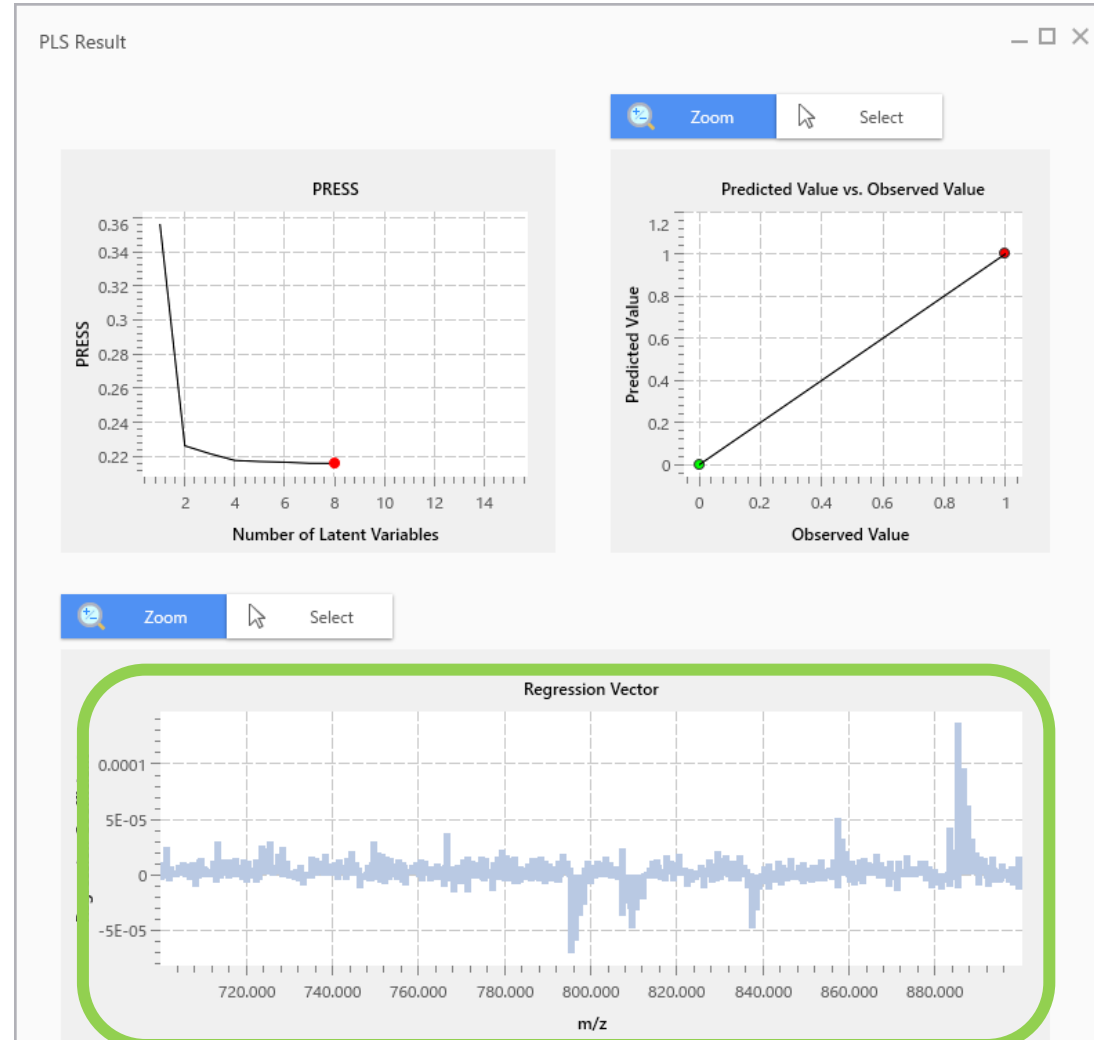 PLS Result
Zoom Select
PRESS
0.36
0.34
0.32
0.3
0.28
0.26
0.24
0.22
PRESS
2 4 6 8 10 12 14
Number of Latent Variables
Predicted Value vs. Observed Value
1.2
1
0.8
0.6
0.4
0.2
0
Predicted Value
0 0.2 0.4 0.6 0.8 1
Observed Value
Zoom Select
Regression Vector
0.0001
5E-05
0
-5E-05
720.000 740.000 760.000 780.000 800.000 820.000 840.000 860.000 880.000
m/z